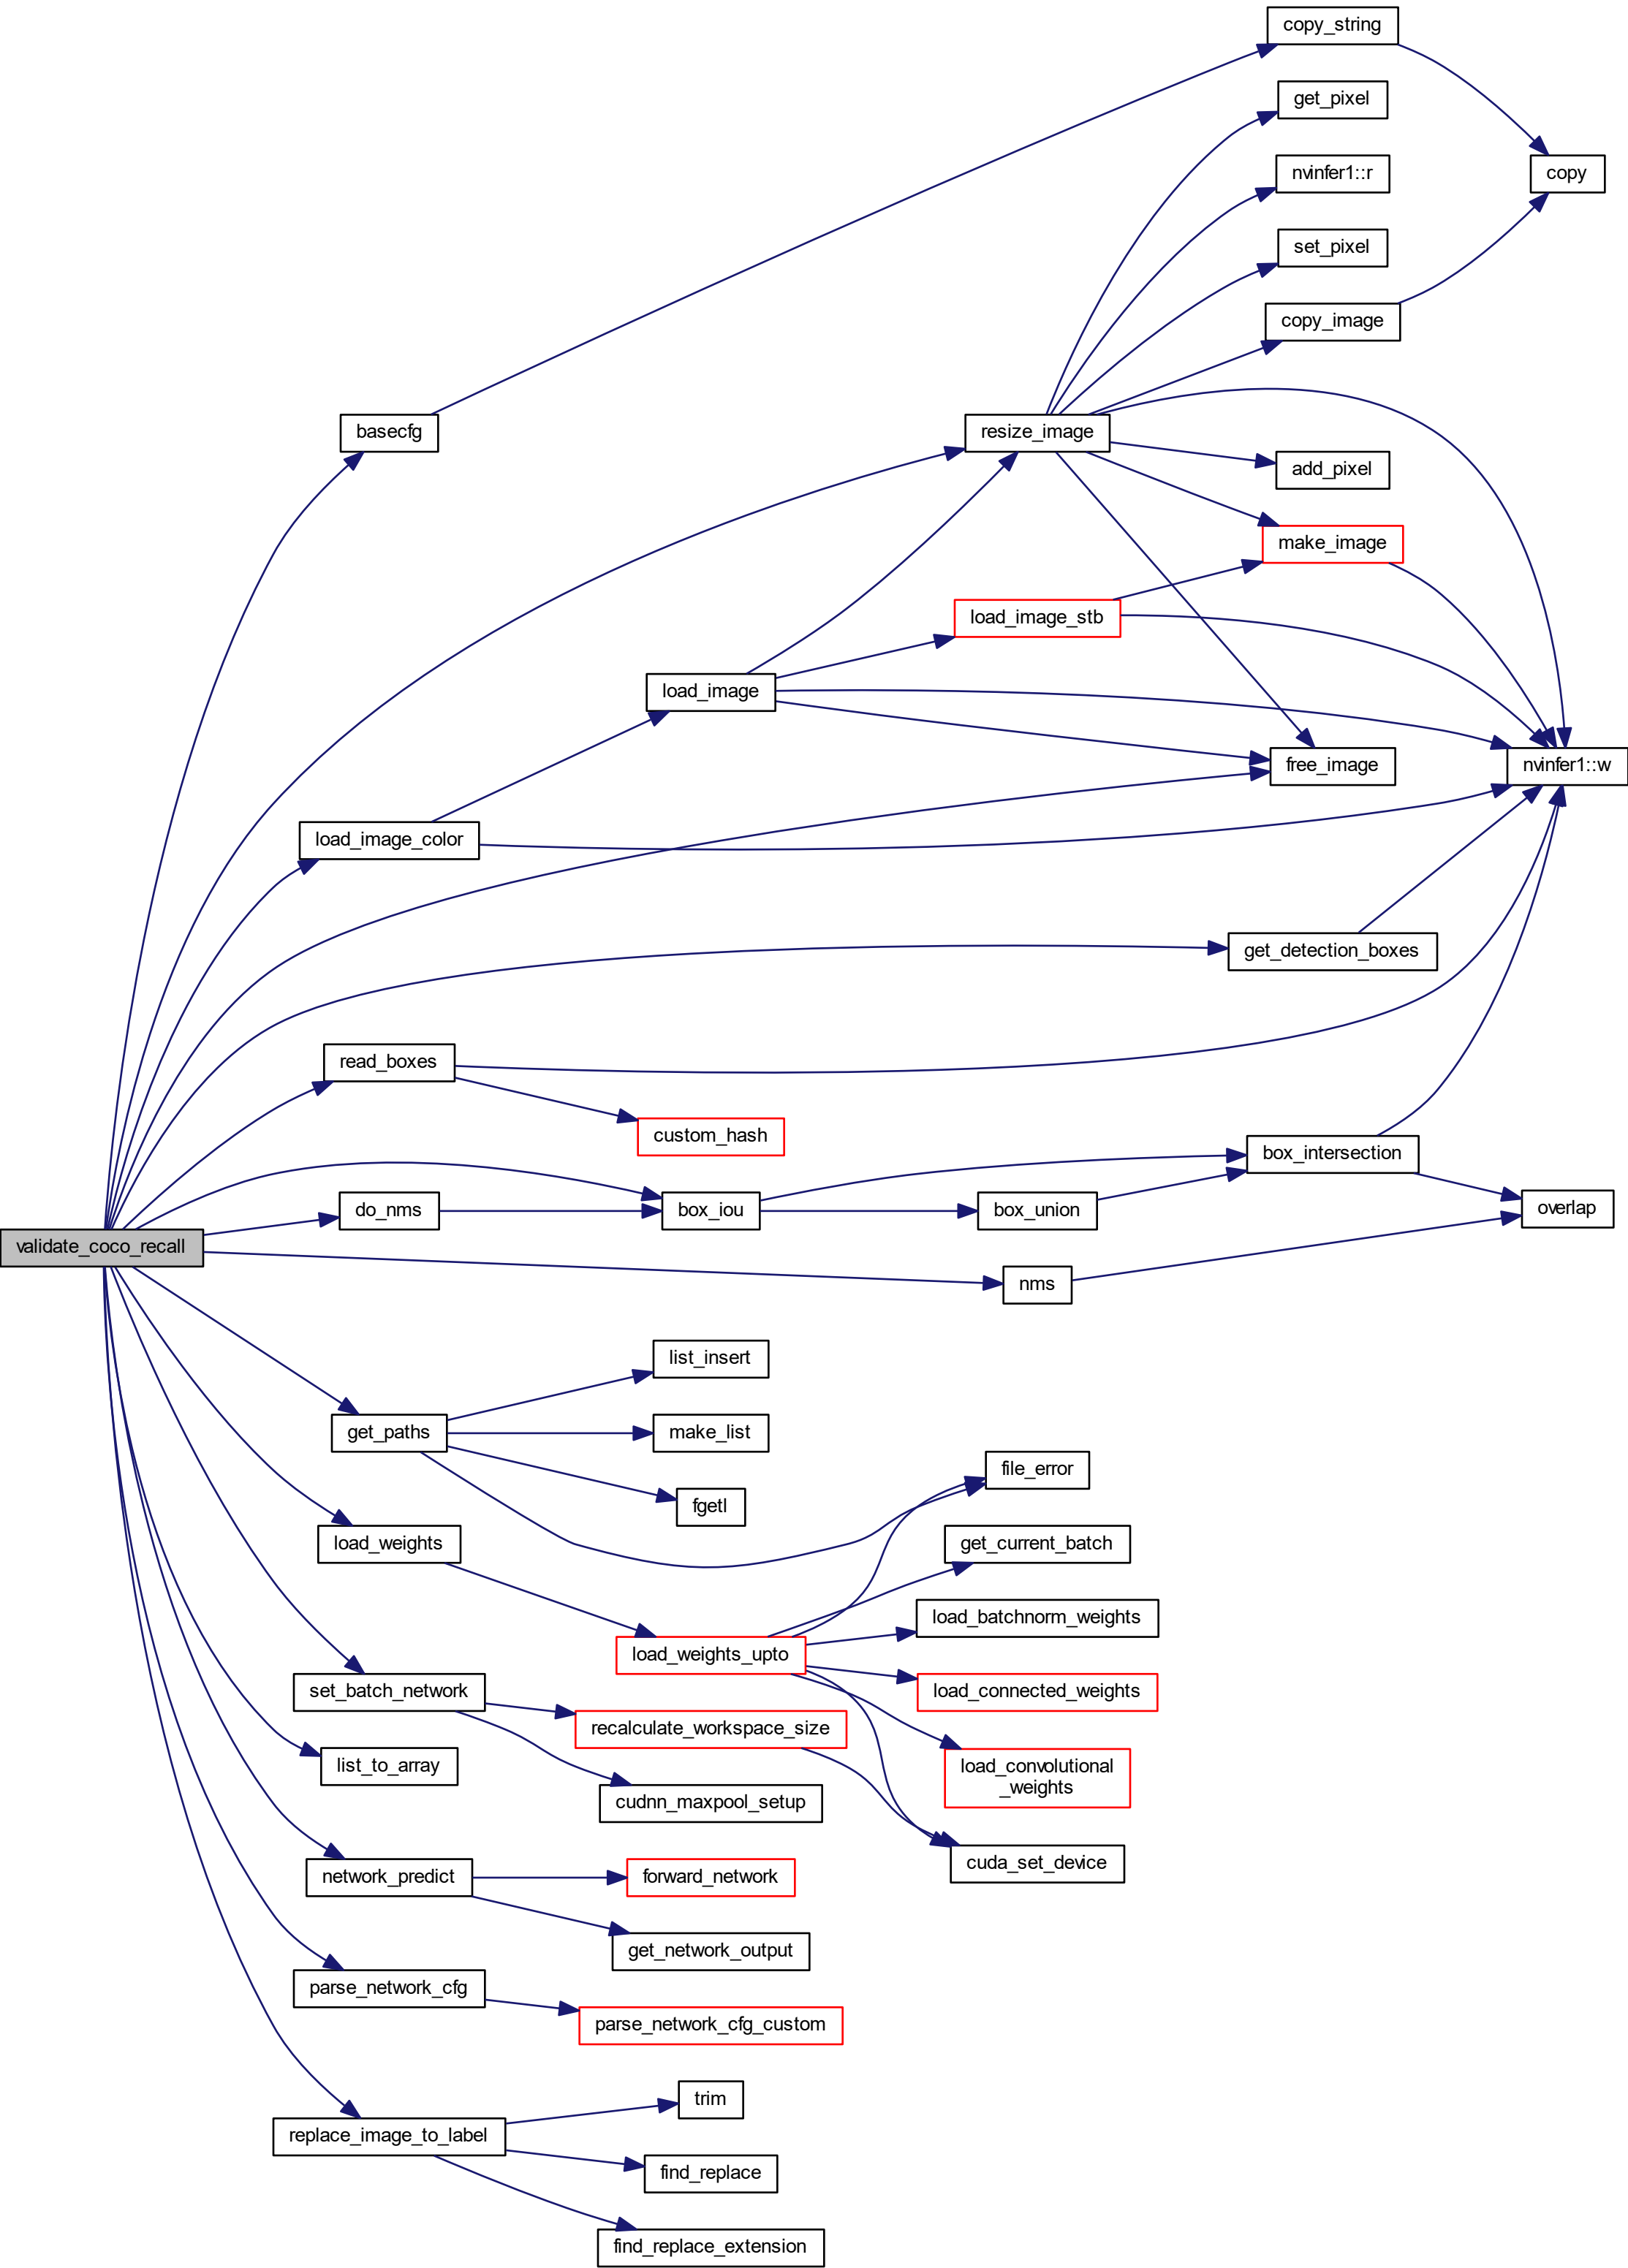 copy_string
get_pixel
nvinfer1::r
copy
set_pixel
copy_image
basecfg
resize_image
add_pixel
make_image
load_image_stb
load_image
free_image
nvinfer1::w
load_image_color
get_detection_boxes
read_boxes
custom_hash
box_intersection
do_nms
box_iou
box_union
overlap
validate_coco_recall
nms
list_insert
get_paths
make_list
file_error
fgetl
load_weights
get_current_batch
load_batchnorm_weights
load_weights_upto
set_batch_network
load_connected_weights
recalculate_workspace_size
list_to_array
load_convolutional
_weights
cudnn_maxpool_setup
cuda_set_device
network_predict
forward_network
get_network_output
parse_network_cfg
parse_network_cfg_custom
trim
replace_image_to_label
find_replace
find_replace_extension